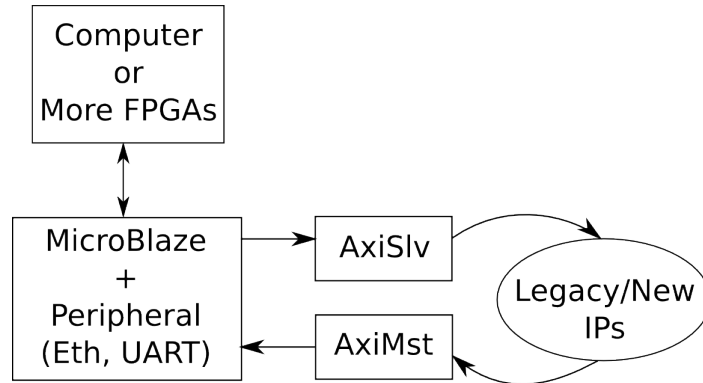 Computer
or
More FPGAs
MicroBlaze
+
Peripheral
(Eth, UART)
AxiSlv
AxiMst
Legacy/New
IPs